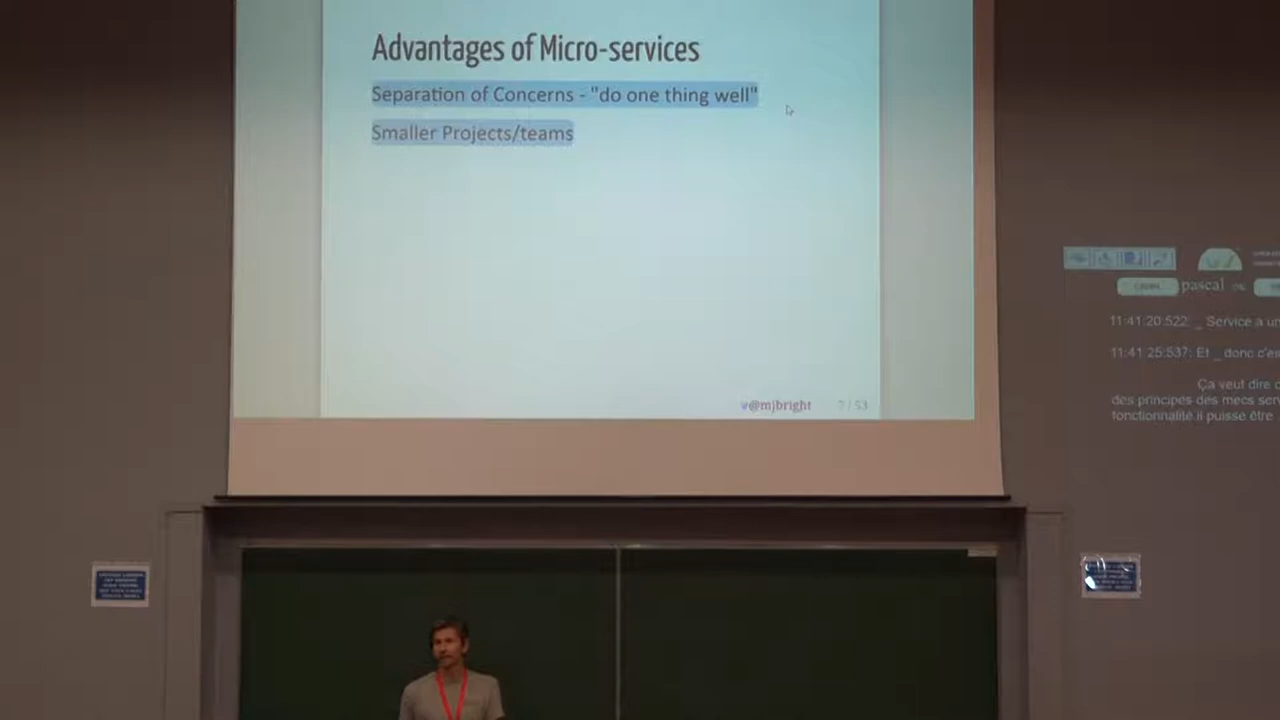 Advantages of Micro-services
Separation of Concerns - "do one thing well"
Smaller Projects/teams
@mjbright
7 / 53
pascal
11:41:20:522: _ Service a un
11:41:25:537: Et _ donc c'es
Ça veut dire c
des principes des mecs ser
fonctionnalité il puisse être